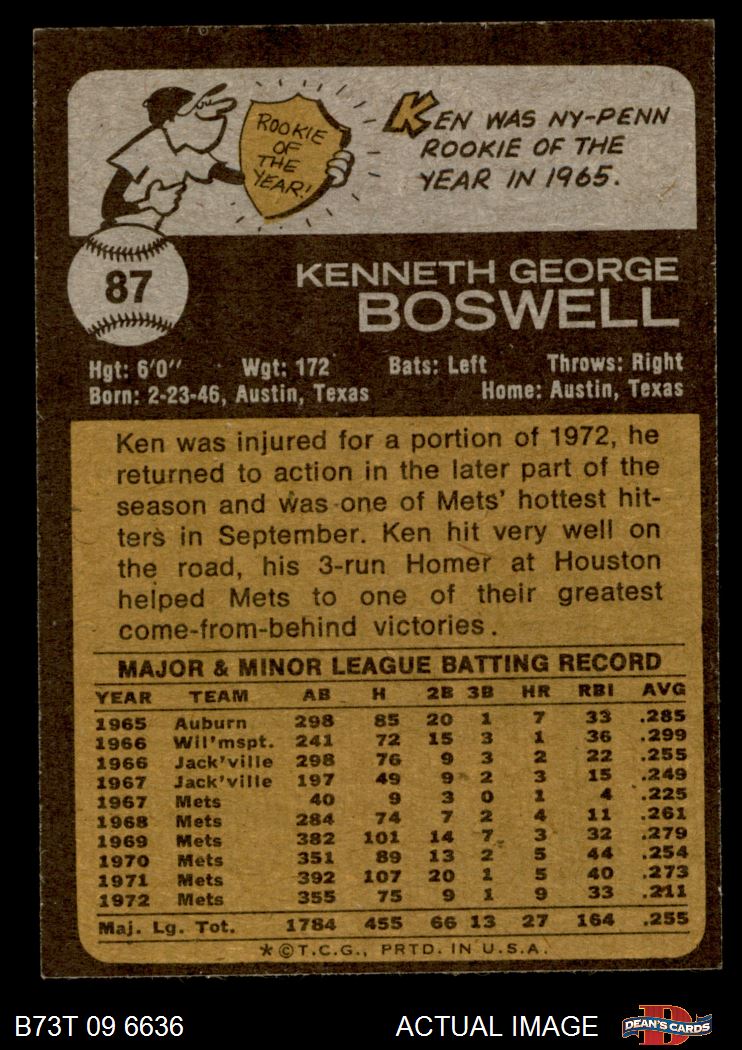 ROOKIE
OF
THE
YEAR!
KEN WAS NY-PENN
ROOKIE OF THE
YEAR IN 1965.
87
KENNETH GEORGE
BOSWELL
Hgt: 6'0" Wgt: 172 Bats: Left Throws: Right
Born: 2-23-46, Austin, Texas Home: Austin, Texas
Ken was injured for a portion of 1972, he
returned to action in the later part of the
season and was one of Mets' hottest hit-
ters in September. Ken hit very well on
the road, his 3-run Homer at Houston
helped Mets to one of their greatest
come-from-behind victories.
MAJOR & MINOR LEAGUE BATTING RECORD
YEAR TEAM AB H 2B 3B HR RBI AVG
1965 Auburn 298 85 20 1 7 33 .285
1966 Wil'mspt. 241 72 15 3 1 36 .299
1966 Jack'ville 298 76 9 3 2 22 .255
1967 Jack'ville 197 49 9 2 3 15 .249
1967 Mets 40 9 3 0 1 4 .225
1968 Mets 284 74 7 2 4 11 .261
1969 Mets 382 101 14 7 3 32 .279
1970 Mets 351 89 13 2 5 44 .254
1971 Mets 392 107 20 1 5 40 .273
1972 Mets 355 75 9 1 9 33 .211
Maj. Lg. Tot. 1784 455 66 13 27 164 .255
*©T.C.G., PRTD. IN U.S.A.
B73T 09 6636 ACTUAL IMAGE D DEAN'S CARDS